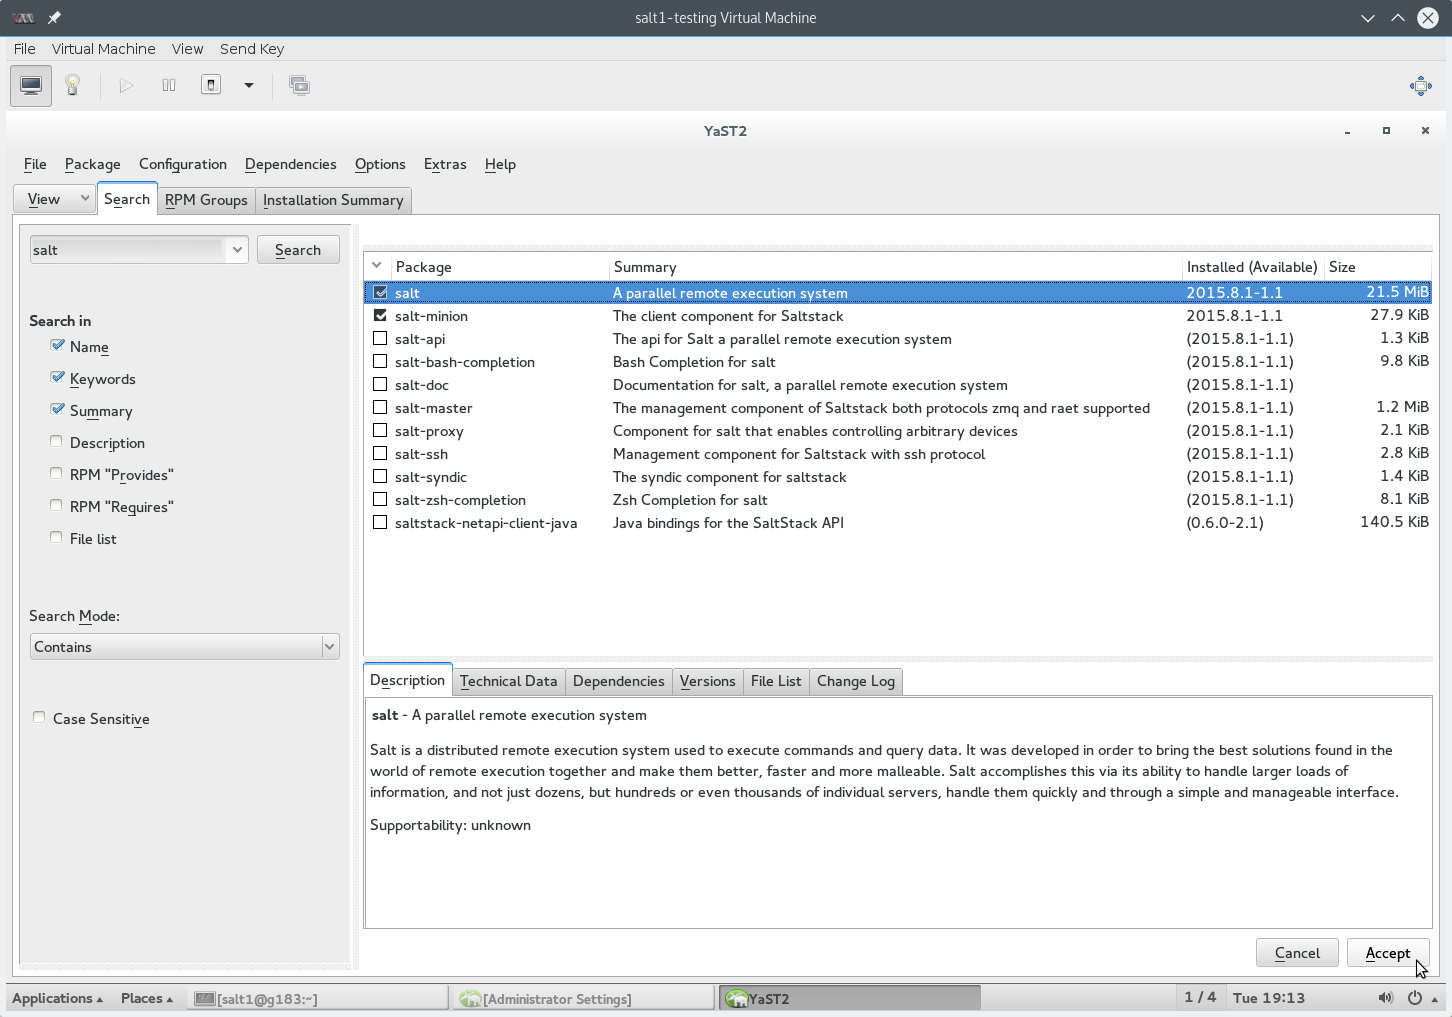 salt1-testing Virtual Machine
File Virtual Machine View Send Key
YaST2
File Package Configuration Dependencies Options Extras Help
View Search RPM Groups Installation Summary
salt Search
Search in
Name
Keywords
Summary
Description
RPM "Provides"
RPM "Requires"
File list
Search Mode:
Contains
Case Sensitive
Package Summary Installed (Available) Size
salt A parallel remote execution system 2015.8.1-1.1 21.5 MiB
salt-minion The client component for Saltstack 2015.8.1-1.1 27.9 KiB
salt-api The api for Salt a parallel remote execution system (2015.8.1-1.1) 1.3 KiB
salt-bash-completion Bash Completion for salt (2015.8.1-1.1) 9.8 KiB
salt-doc Documentation for salt, a parallel remote execution system (2015.8.1-1.1)
salt-master The management component of Saltstack both protocols zmq and raet supported (2015.8.1-1.1) 1.2 MiB
salt-proxy Component for salt that enables controlling arbitrary devices (2015.8.1-1.1) 2.1 KiB
salt-ssh Management component for Saltstack with ssh protocol (2015.8.1-1.1) 2.8 KiB
salt-syndic The syndic component for saltstack (2015.8.1-1.1) 1.4 KiB
salt-zsh-completion Zsh Completion for salt (2015.8.1-1.1) 8.1 KiB
saltstack-netapi-client-java Java bindings for the SaltStack API (0.6.0-2.1) 140.5 KiB
Description Technical Data Dependencies Versions File List Change Log
salt - A parallel remote execution system
Salt is a distributed remote execution system used to execute commands and query data. It was developed in order to bring the best solutions found in the
world of remote execution together and make them better, faster and more malleable. Salt accomplishes this via its ability to handle larger loads of
information, and not just dozens, but hundreds or even thousands of individual servers, handle them quickly and through a simple and manageable interface.
Supportability: unknown
Cancel Accept
Applications Places [salt1@g183:~] [Administrator Settings] YaST2 1 / 4 Tue 19:13